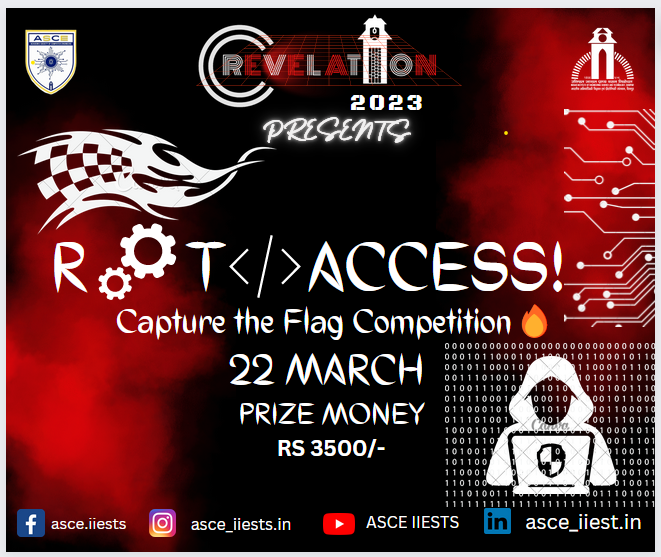 ASCS
REVELATION
2023
PRESENTS
ROOT</>ACCESS!
Capture the Flag Competition 🔥
22 MARCH
PRIZE MONEY
RS 3500/-
asce.iiests
asce_iiests.in
ASCE IIESTS
asce_iiest.in